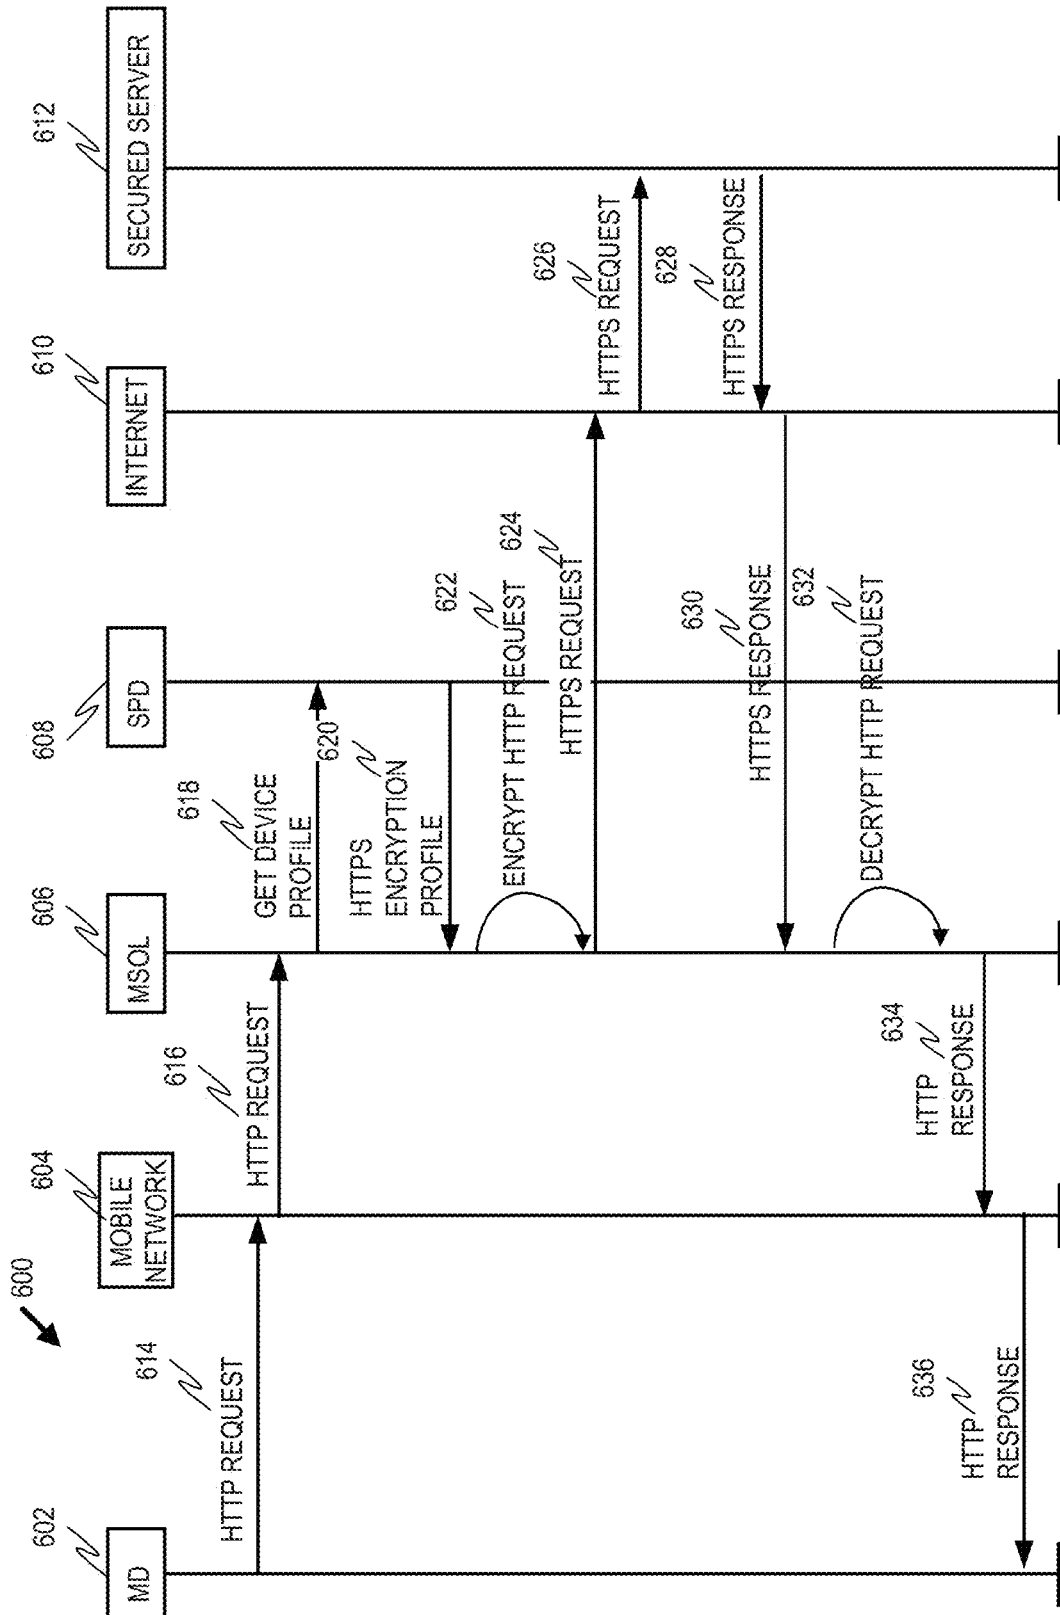 600
602
MD
604
MOBILE
NETWORK
606
MSOL
608
SPD
610
INTERNET
612
SECURED SERVER
614
HTTP REQUEST
616
HTTP REQUEST
618
GET DEVICE
PROFILE
620
HTTPS
ENCRYPTION
PROFILE
622
ENCRYPT HTTP REQUEST
624
HTTPS REQUEST
626
HTTPS REQUEST
628
HTTPS RESPONSE
630
HTTPS RESPONSE
632
DECRYPT HTTP REQUEST
634
HTTP
RESPONSE
636
HTTP
RESPONSE